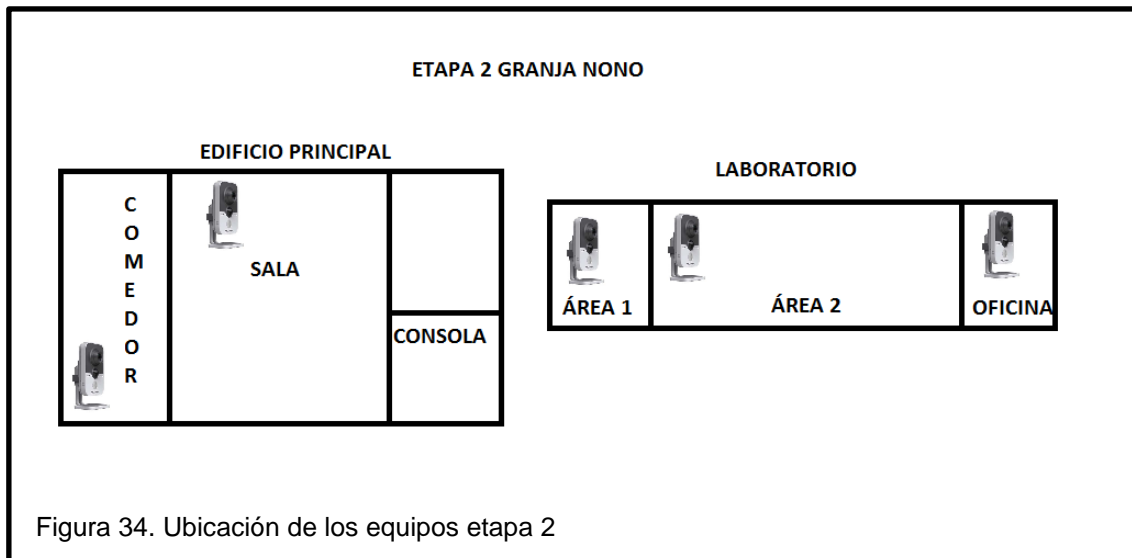 ETAPA 2 GRANJA NONO
EDIFICIO PRINCIPAL
COMEDOR
SALA
CONSOLA
LABORATORIO
ÁREA 1
ÁREA 2
OFICINA
Figura 34. Ubicación de los equipos etapa 2